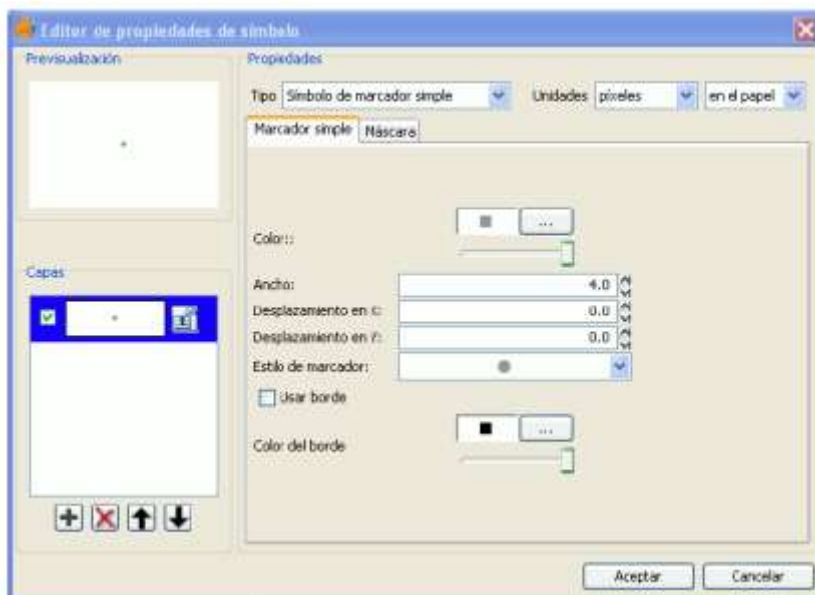 Editor de propiedades de símbolo
Previsualización
Propiedades
Tipo Símbolo de marcador simple Unidades píxeles en el papel
Marcador simple Máscara
Color::
...
Capas
Ancho: 4.0
Desplazamiento en X: 0.0
Desplazamiento en Y: 0.0
Estilo de marcador:
Usar borde
Color del borde
...
Aceptar Cancelar